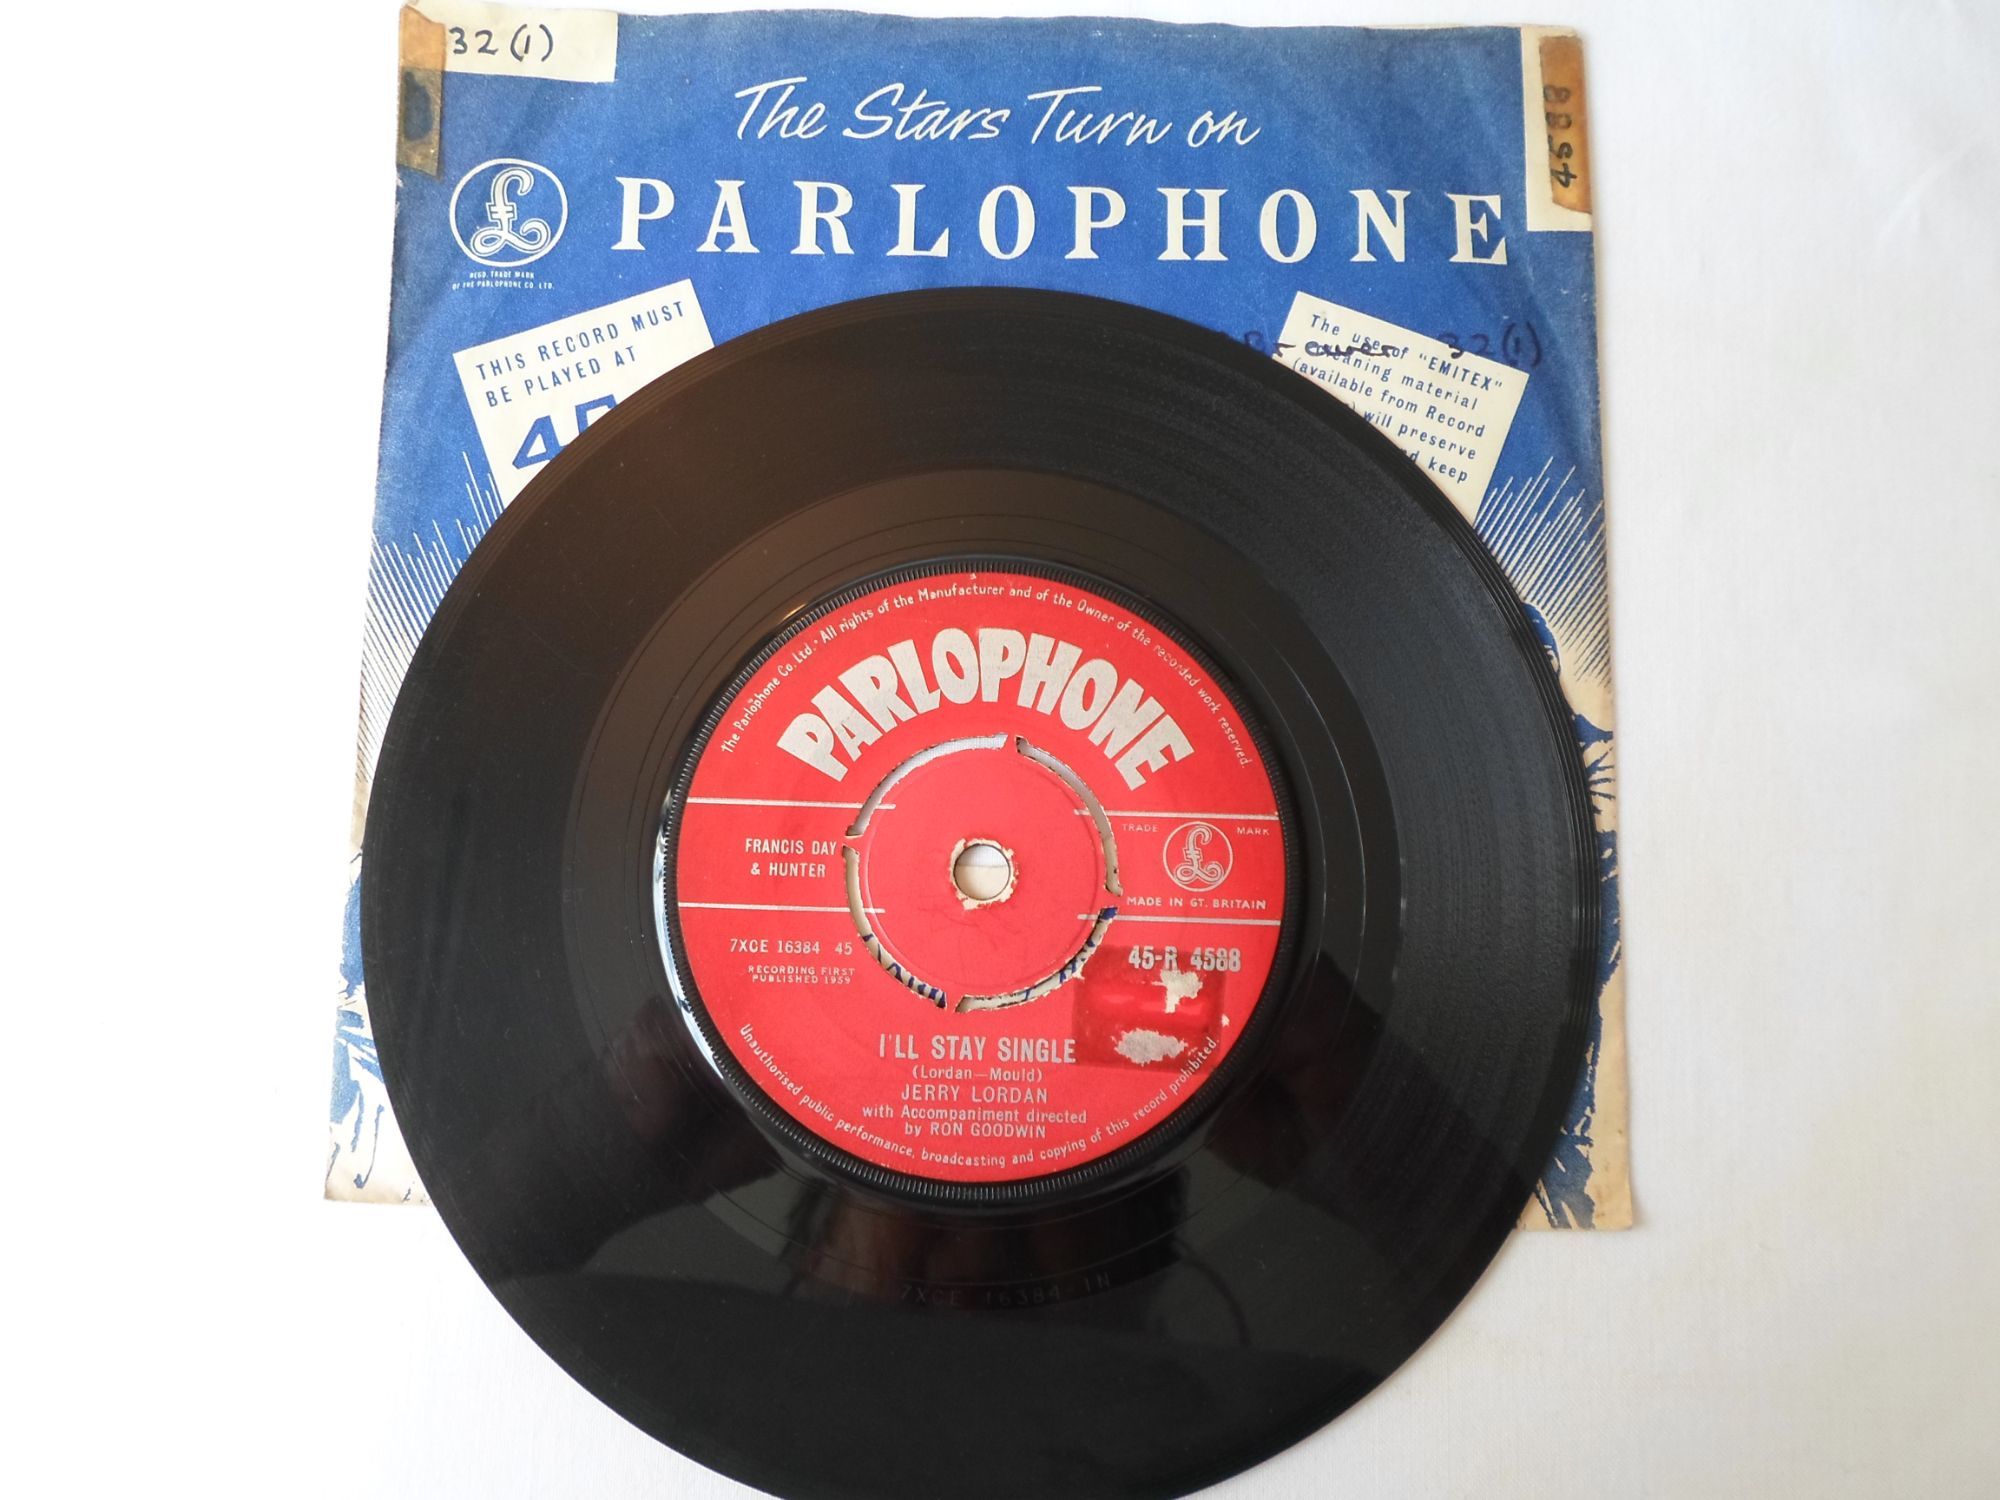 32 (1)
4588
The Stars Turn on
PARLOPHONE
REGD. TRADE MARK
OF THE PARLOPHONE CO. LTD.
THIS RECORD MUST
BE PLAYED AT
32 (1)
The use of "EMITEX"
cleaning material
(available from Record
will preserve
keep
The Parlophone Co. Ltd. All rights of the Manufacturer and of the Owner of the recorded work reserved.
PARLOPHONE
FRANCIS DAY
& HUNTER
TRADE MARK
MADE IN GT. BRITAIN
7XCE 16384 45
RECORDING FIRST
PUBLISHED 1959
45-R 4588
I'LL STAY SINGLE
(Lordan—Mould)
JERRY LORDAN
with Accompaniment directed
by RON GOODWIN
Unauthorised public performance, broadcasting and copying of this record prohibited.
7XCE 16384-1N